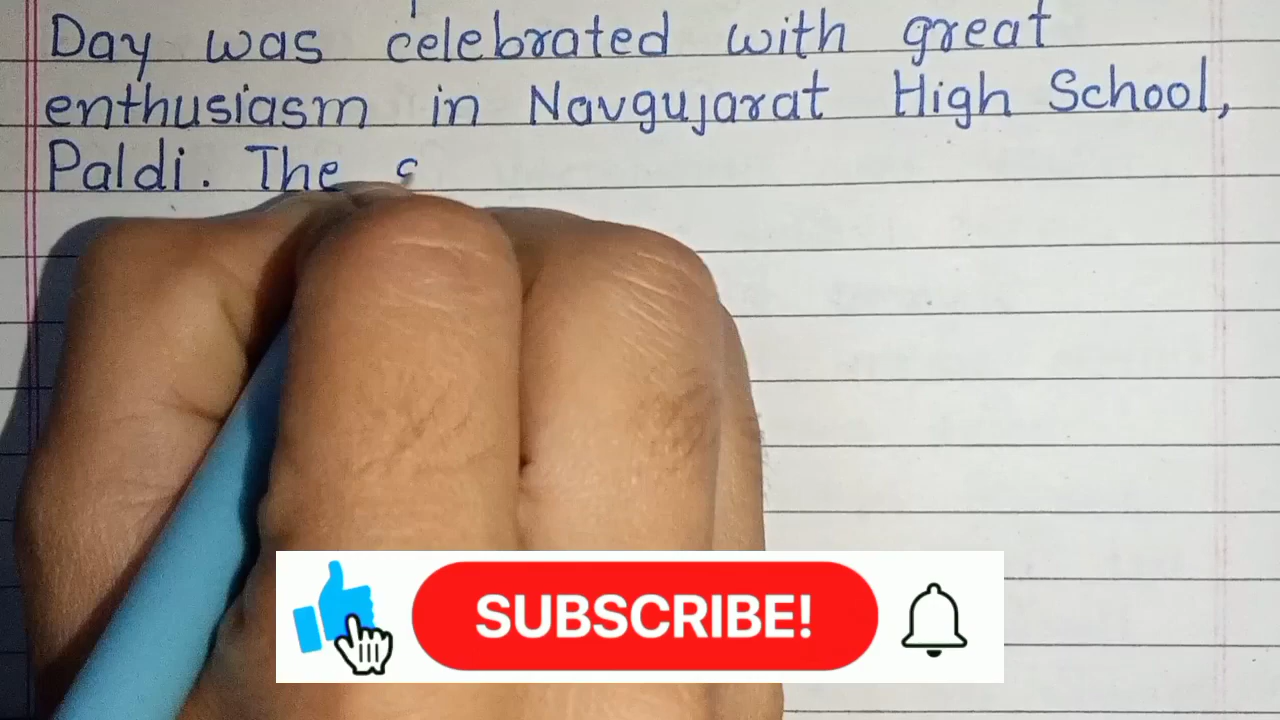 Day was celebrated with great
enthusiasm in Navgujarat High School,
Paldi. The
SUBSCRIBE!